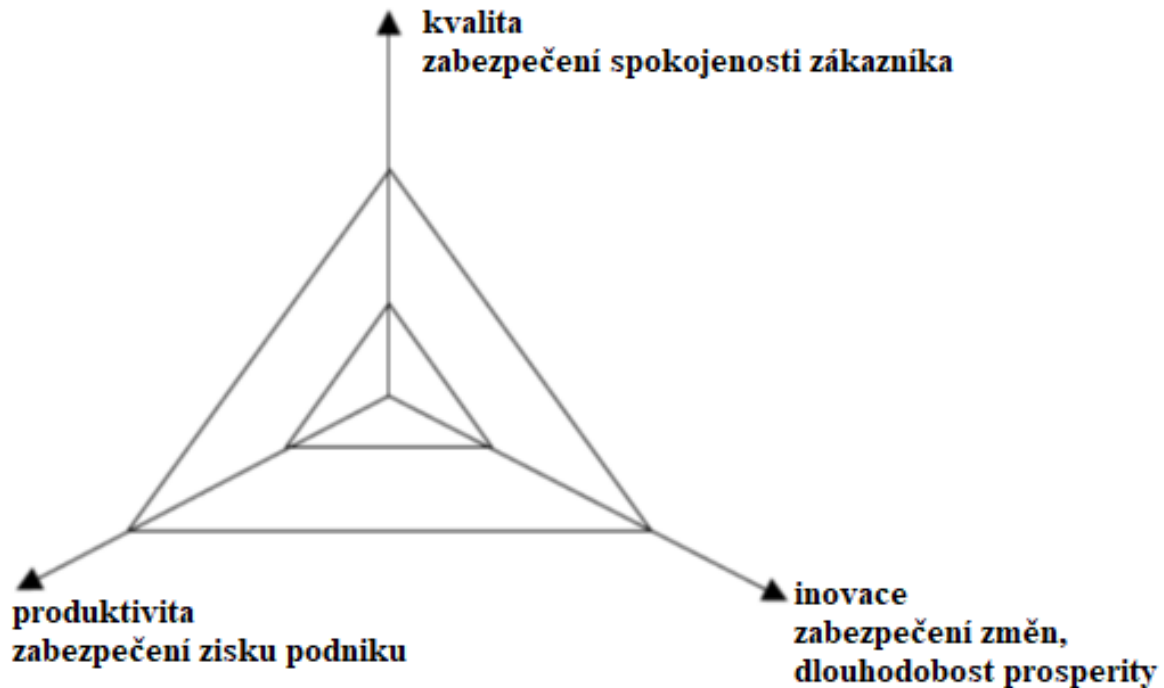 kvalita
zabezpečení spokojenosti zákazníka
produktivita
zabezpečení zisku podniku
inovace
zabezpečení změn,
dlouhodobost prosperity